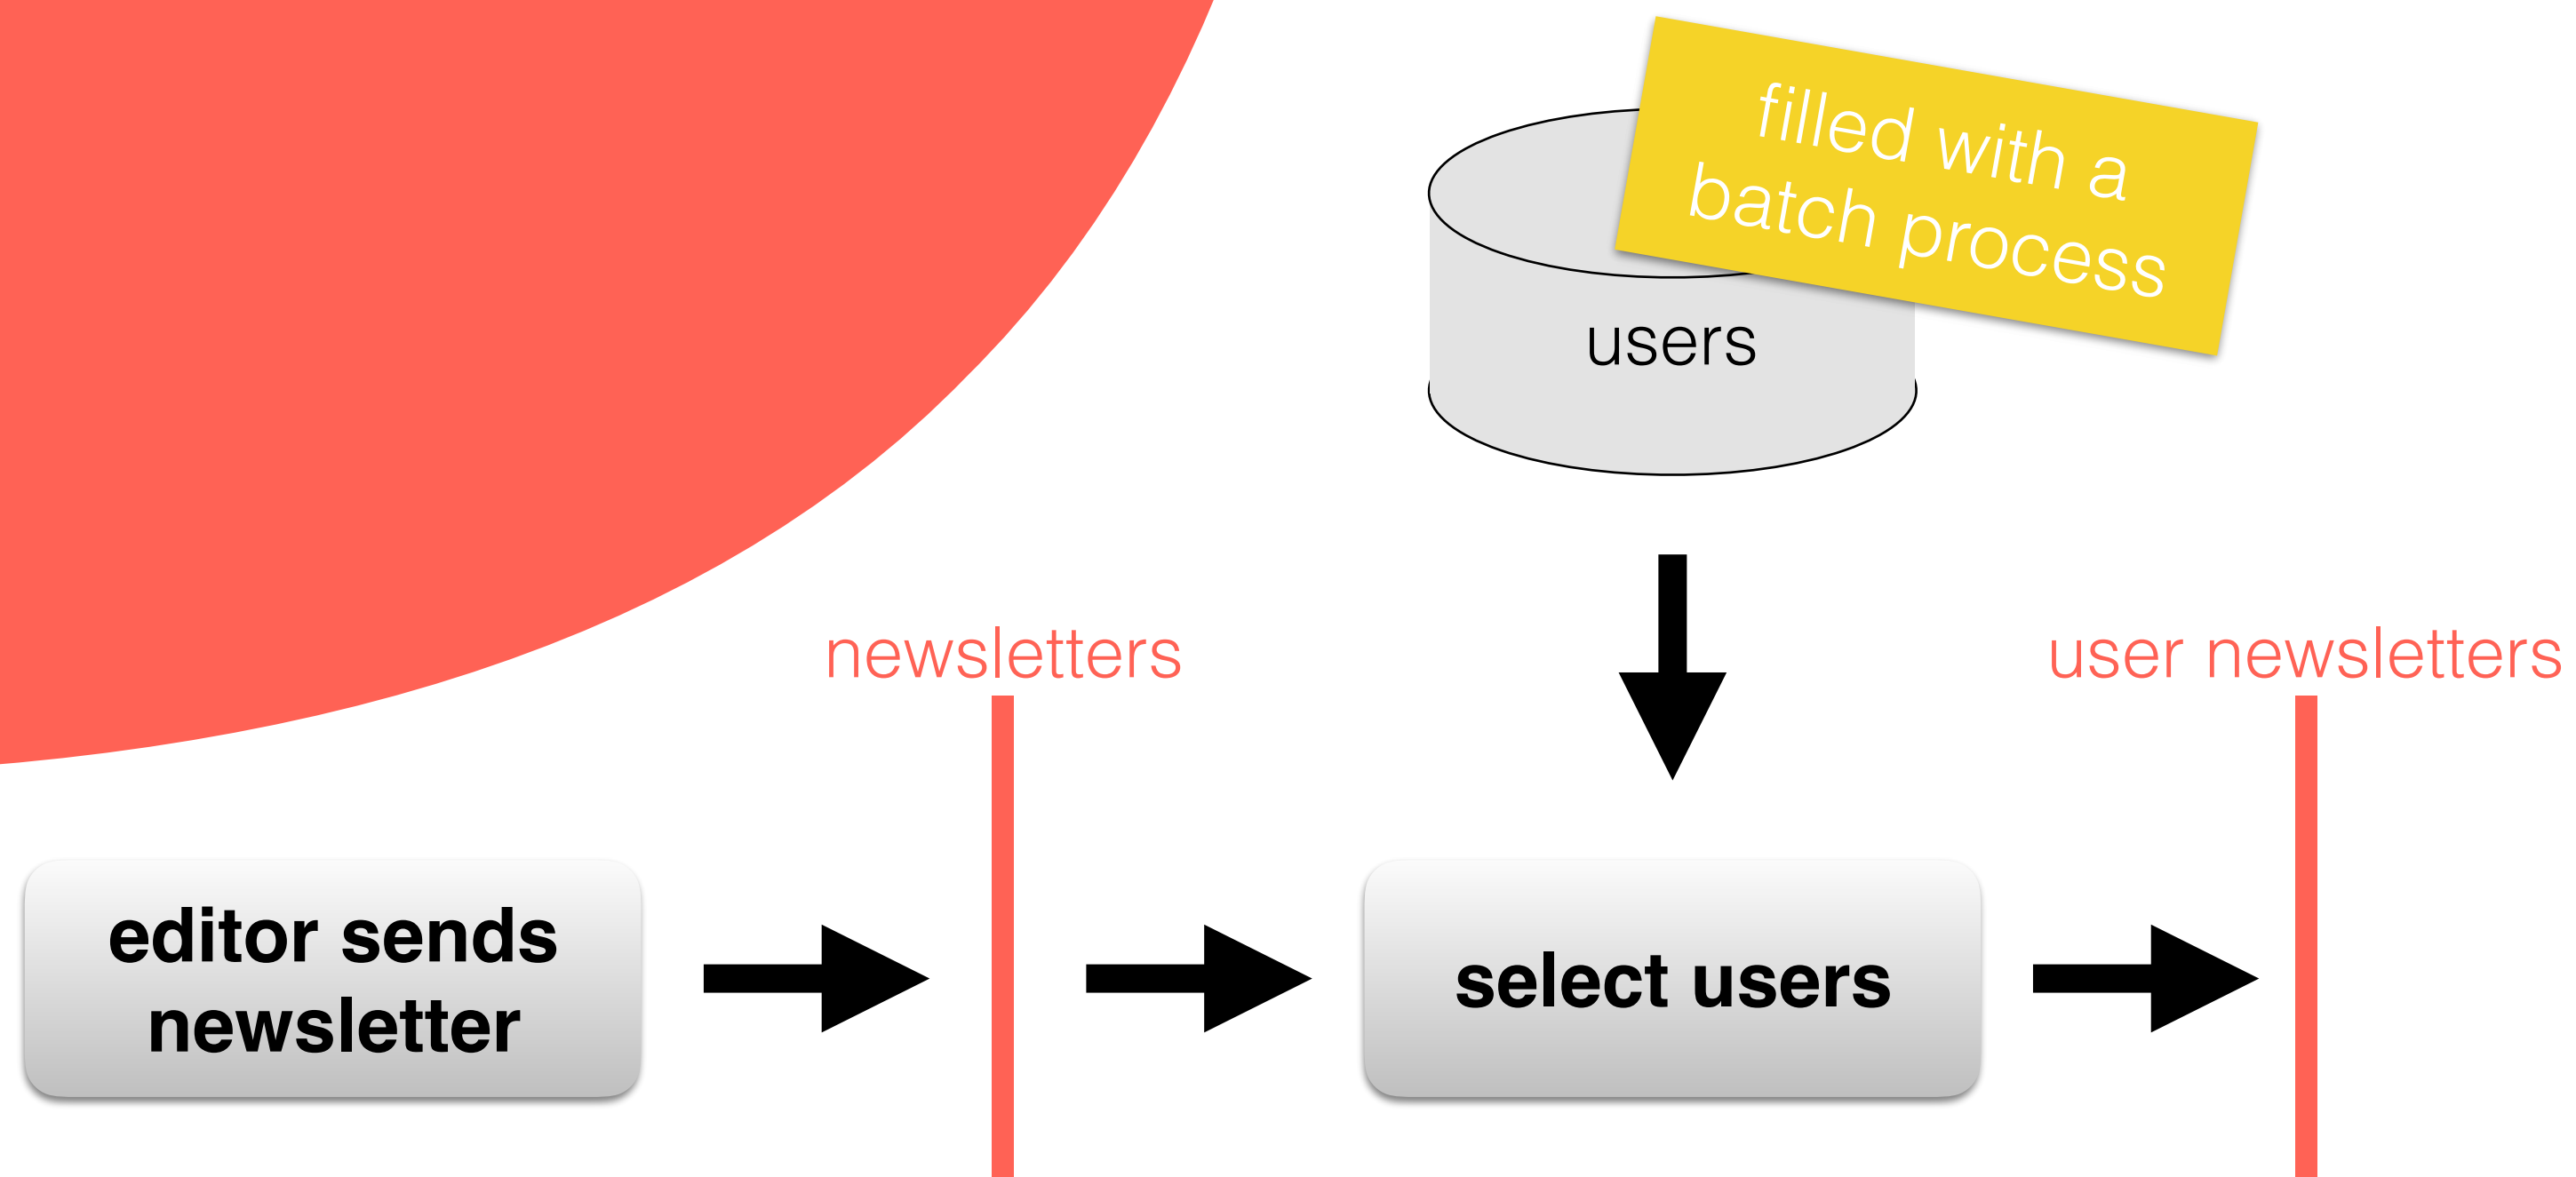 filled with a
batch process
users
newsletters
user newsletters
editor sends
newsletter
select users